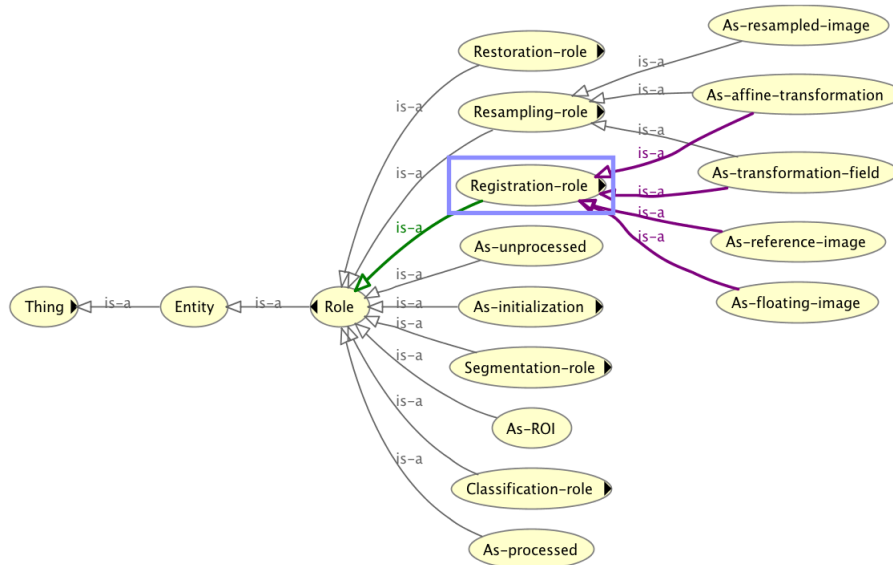 As-resampled-image
Restoration-role
is-a
As-affine-transformation
is-a
is-a
Resampling-role
is-a
is-a
is-a
As-transformation-field
is-a
Registration-role
is-a
is-a
is-a
As-reference-image
is-a
As-unprocessed
is-a
As-floating-image
Thing
is-a
Entity
is-a
Role
is-a
As-initialization
is-a
Segmentation-role
is-a
is-a
As-ROI
is-a
Classification-role
As-processed